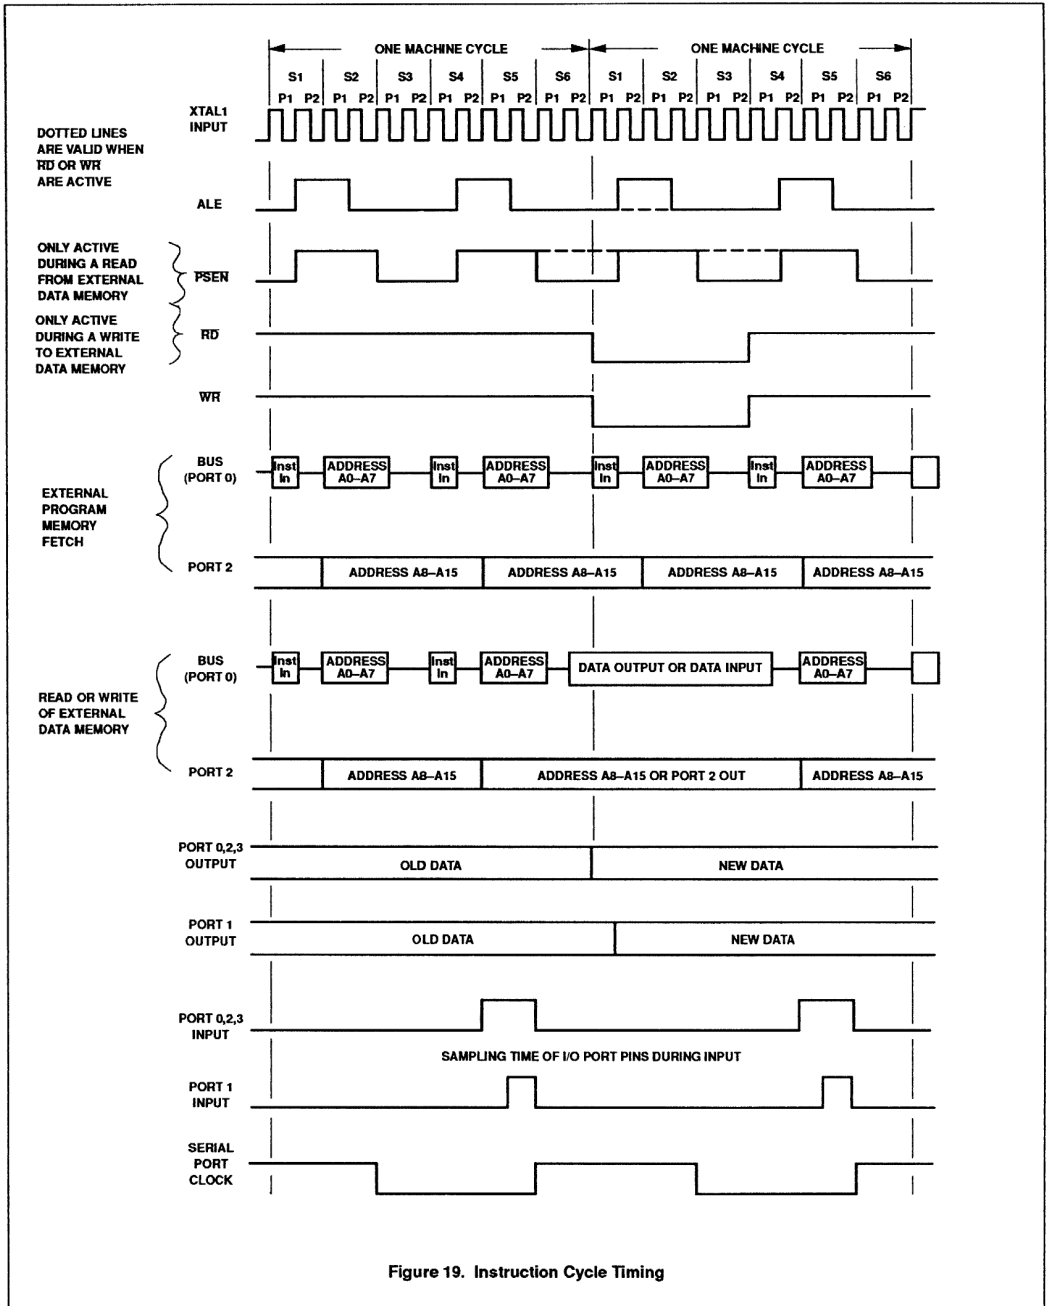 ONE MACHINE CYCLE ONE MACHINE CYCLE
S1 S2 S3 S4 S5 S6 S1 S2 S3 S4 S5 S6
P1 P2 P1 P2 P1 P2 P1 P2 P1 P2 P1 P2 P1 P2 P1 P2 P1 P2 P1 P2 P1 P2 P1 P2
XTAL1
INPUT
DOTTED LINES
ARE VALID WHEN
RD OR WR
ARE ACTIVE
ALE
ONLY ACTIVE
DURING A READ
FROM EXTERNAL
DATA MEMORY
PSEN
ONLY ACTIVE
DURING A WRITE
TO EXTERNAL
DATA MEMORY
RD
WR
EXTERNAL
PROGRAM
MEMORY
FETCH
BUS
(PORT 0)
Inst
In
ADDRESS
A0–A7
Inst
In
ADDRESS
A0–A7
Inst
In
ADDRESS
A0–A7
Inst
In
ADDRESS
A0–A7
PORT 2
ADDRESS A8–A15 ADDRESS A8–A15 ADDRESS A8–A15 ADDRESS A8–A15
READ OR WRITE
OF EXTERNAL
DATA MEMORY
BUS
(PORT 0)
Inst
In
ADDRESS
A0–A7
Inst
In
ADDRESS
A0–A7
DATA OUTPUT OR DATA INPUT
ADDRESS
A0–A7
PORT 2
ADDRESS A8–A15 ADDRESS A8–A15 OR PORT 2 OUT ADDRESS A8–A15
PORT 0,2,3
OUTPUT
OLD DATA NEW DATA
PORT 1
OUTPUT
OLD DATA NEW DATA
PORT 0,2,3
INPUT
SAMPLING TIME OF I/O PORT PINS DURING INPUT
PORT 1
INPUT
SERIAL
PORT
CLOCK
Figure 19. Instruction Cycle Timing